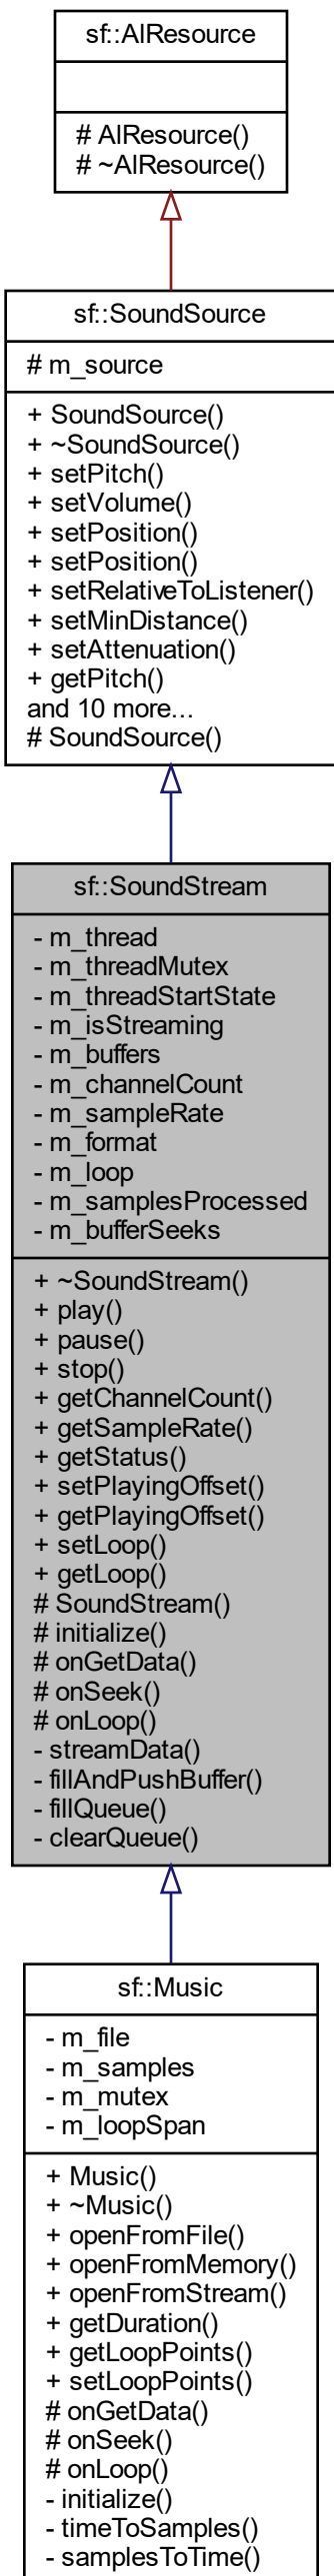 sf::AlResource
# AlResource()
# ~AlResource()
sf::SoundSource
# m_source
+ SoundSource()
+ ~SoundSource()
+ setPitch()
+ setVolume()
+ setPosition()
+ setPosition()
+ setRelativeToListener()
+ setMinDistance()
+ setAttenuation()
+ getPitch()
and 10 more...
# SoundSource()
sf::SoundStream
- m_thread
- m_threadMutex
- m_threadStartState
- m_isStreaming
- m_buffers
- m_channelCount
- m_sampleRate
- m_format
- m_loop
- m_samplesProcessed
- m_bufferSeeks
+ ~SoundStream()
+ play()
+ pause()
+ stop()
+ getChannelCount()
+ getSampleRate()
+ getStatus()
+ setPlayingOffset()
+ getPlayingOffset()
+ setLoop()
+ getLoop()
# SoundStream()
# initialize()
# onGetData()
# onSeek()
# onLoop()
- streamData()
- fillAndPushBuffer()
- fillQueue()
- clearQueue()
sf::Music
- m_file
- m_samples
- m_mutex
- m_loopSpan
+ Music()
+ ~Music()
+ openFromFile()
+ openFromMemory()
+ openFromStream()
+ getDuration()
+ getLoopPoints()
+ setLoopPoints()
# onGetData()
# onSeek()
# onLoop()
- initialize()
- timeToSamples()
- samplesToTime()